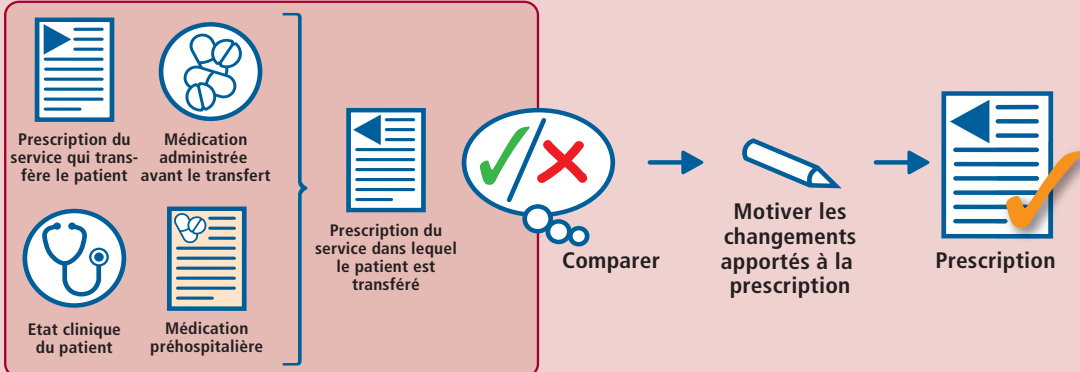 Prescription du
service qui trans-
fère le patient
Médication
administrée
avant le transfert
Etat clinique
du patient
Médication
préhospitalière
Prescription du
service dans lequel
le patient est
transféré
Comparer
Motiver les
changements
apportés à la
prescription
Prescription